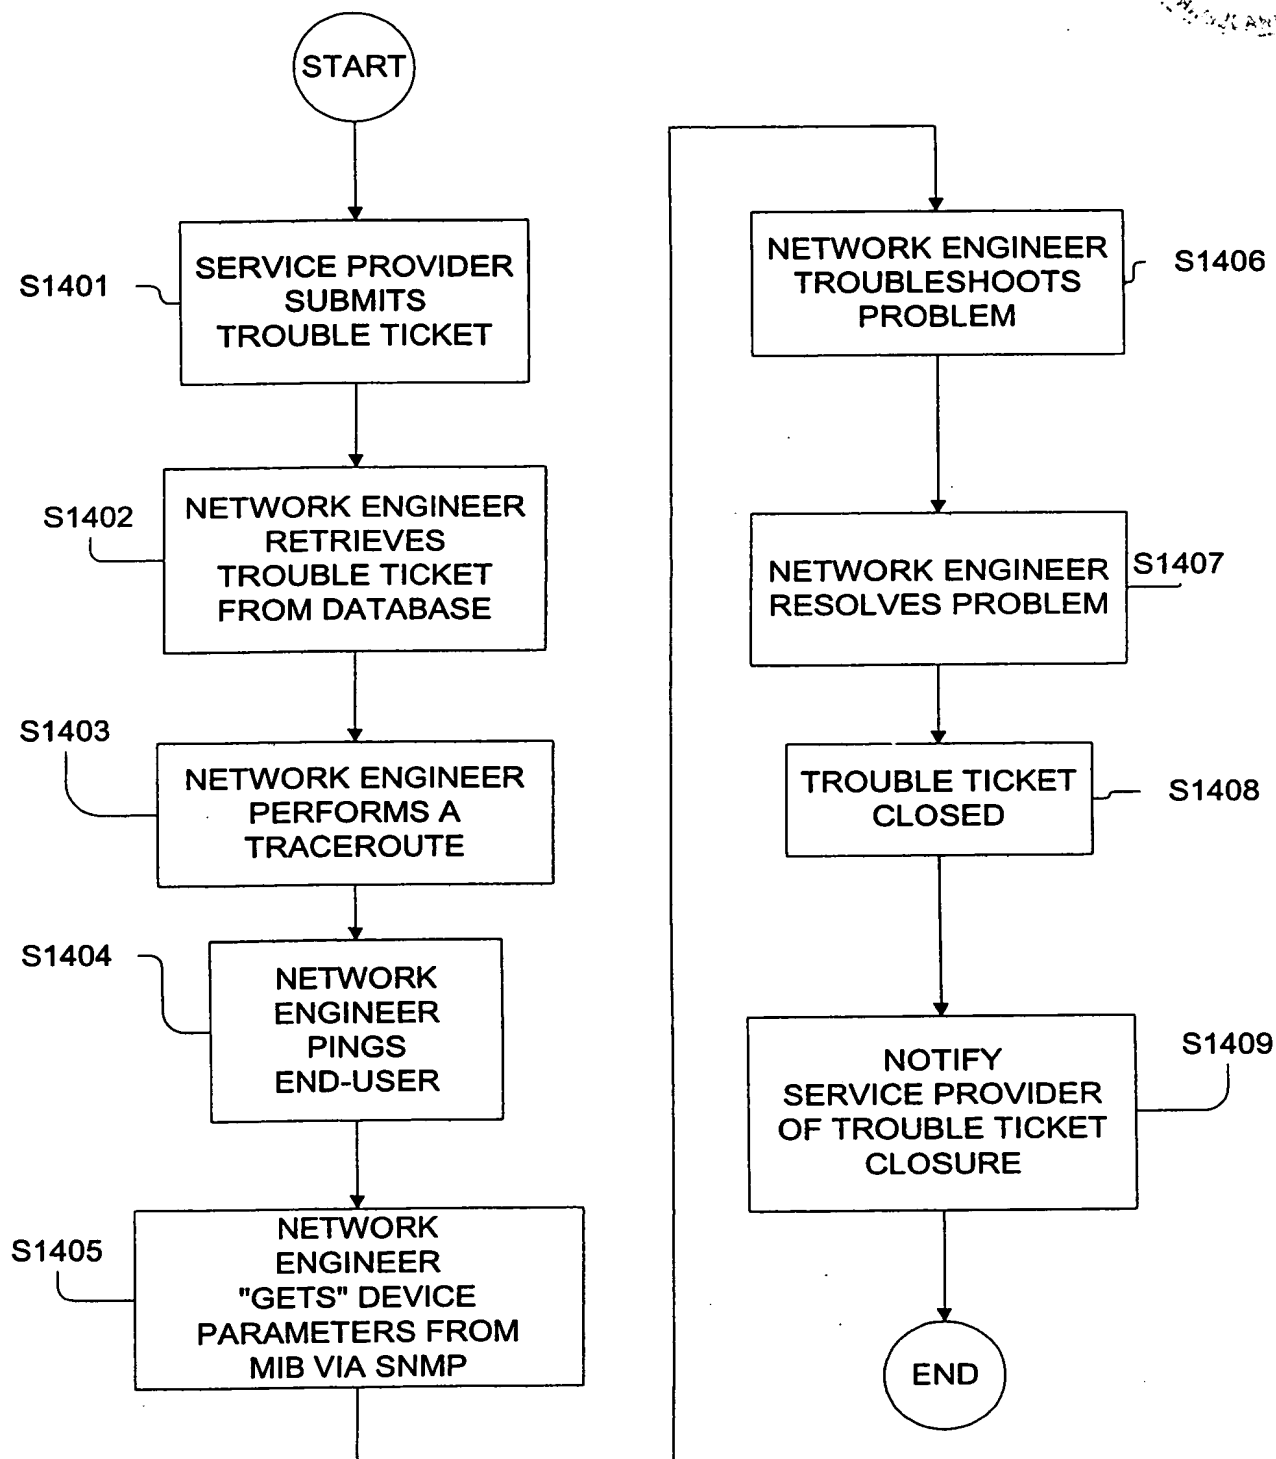 START
S1401
SERVICE PROVIDER
SUBMITS
TROUBLE TICKET
S1402
NETWORK ENGINEER
RETRIEVES
TROUBLE TICKET
FROM DATABASE
S1403
NETWORK ENGINEER
PERFORMS A
TRACEROUTE
S1404
NETWORK
ENGINEER
PINGS
END-USER
S1405
NETWORK
ENGINEER
"GETS" DEVICE
PARAMETERS FROM
MIB VIA SNMP
NETWORK ENGINEER
TROUBLESHOOTS
PROBLEM
S1406
NETWORK ENGINEER
RESOLVES PROBLEM
S1407
TROUBLE TICKET
CLOSED
S1408
NOTIFY
SERVICE PROVIDER
OF TROUBLE TICKET
CLOSURE
S1409
END